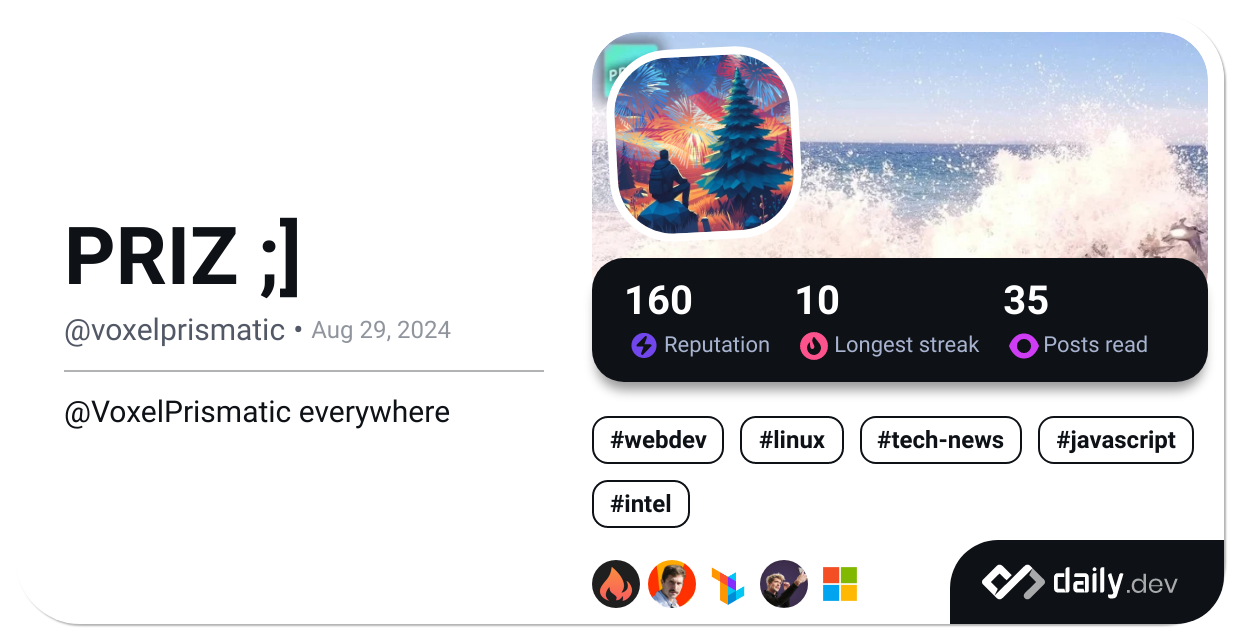 PRIZ ;]
@voxelprismatic • Aug 29, 2024
@VoxelPrismatic everywhere
160
Reputation
10
Longest streak
35
Posts read
#webdev
#linux
#tech-news
#javascript
#intel
daily.dev